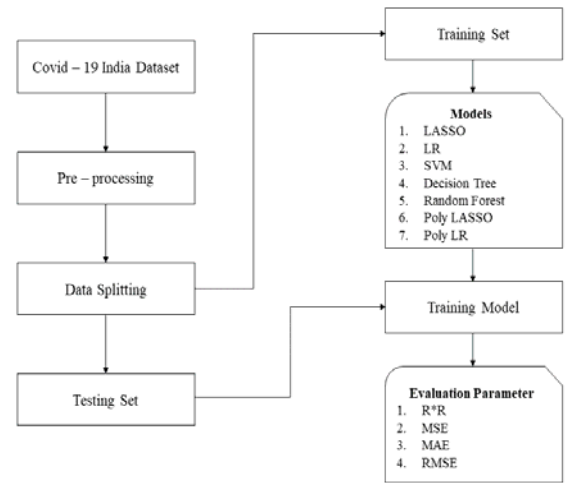 Covid – 19 India Dataset
Pre – processing
Data Splitting
Testing Set
Training Set
Models
1. LASSO
2. LR
3. SVM
4. Decision Tree
5. Random Forest
6. Poly LASSO
7. Poly LR
Training Model
Evaluation Parameter
1. R*R
2. MSE
3. MAE
4. RMSE